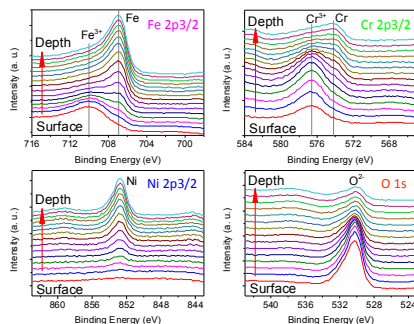 Fe³⁺ Fe Fe 2p3/2
Depth
Surface
Intensity (a. u.)
716 712 708 704 700
Binding Energy (eV)
Cr³⁺ Cr Cr 2p3/2
Depth
Surface
Intensity (a. u.)
584 580 576 572 568
Binding Energy (eV)
Depth Ni Ni 2p3/2
Surface
Intensity (a. u.)
860 856 852 848 844
Binding Energy (eV)
Depth O²⁻ O 1s
Surface
Intensity (a. u.)
540 536 532 528 524
Binding Energy (eV)